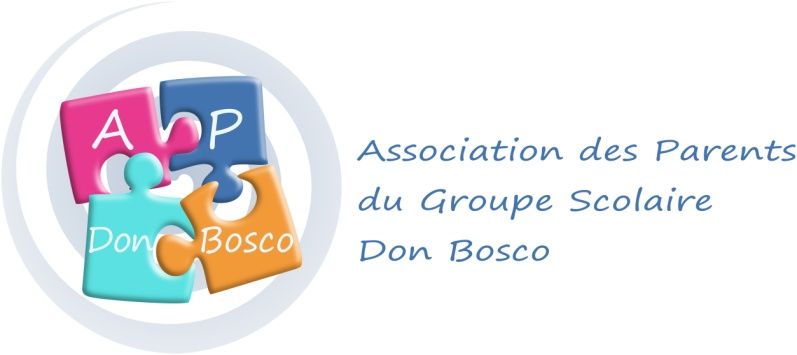 A P
Don Bosco
Association des Parents
du Groupe Scolaire
Don Bosco